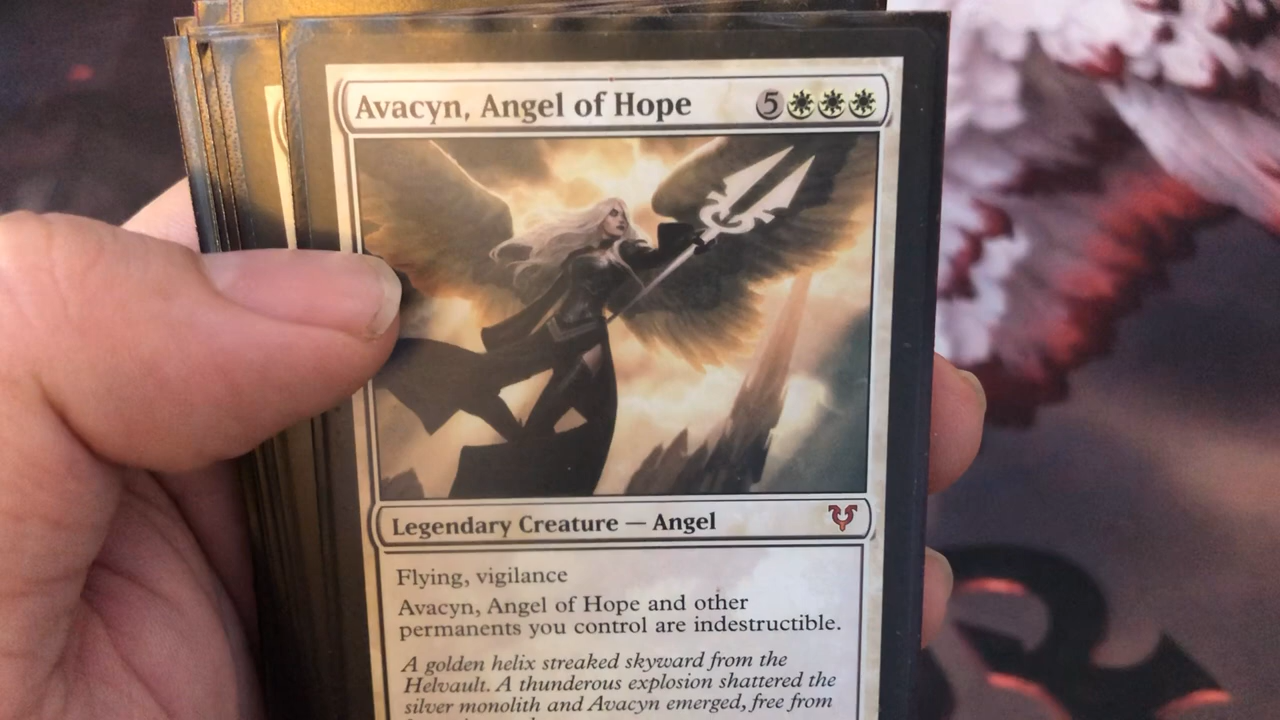 Avacyn, Angel of Hope 5
Legendary Creature — Angel
Flying, vigilance
Avacyn, Angel of Hope and other
permanents you control are indestructible.
A golden helix streaked skyward from the
Helvault. A thunderous explosion shattered the
silver monolith and Avacyn emerged, free from